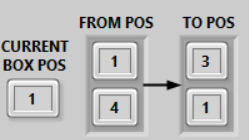 FROM POS TO POS
CURRENT
BOX POS
1 3
1
4 1